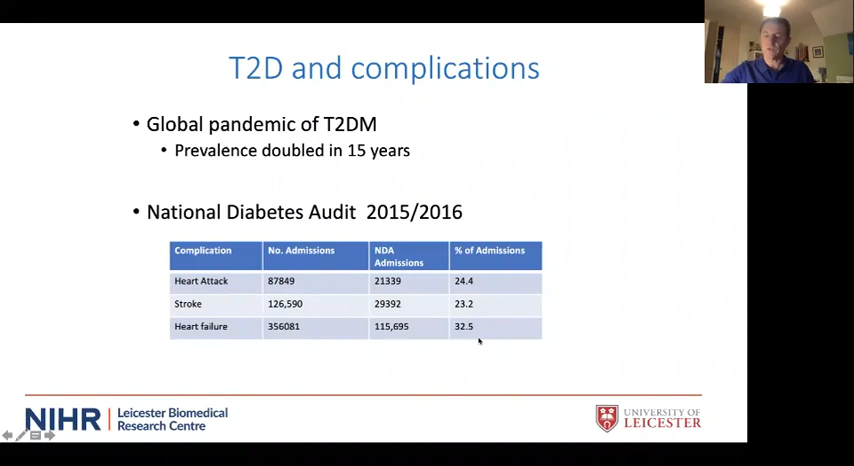 T2D and complications
• Global pandemic of T2DM
• Prevalence doubled in 15 years
• National Diabetes Audit 2015/2016
Complication No. Admissions NDA Admissions % of Admissions
Heart Attack 87849 21339 24.4
Stroke 126,590 29392 23.2
Heart failure 356081 115,695 32.5
NIHR | Leicester Biomedical
Research Centre
UNIVERSITY OF
LEICESTER